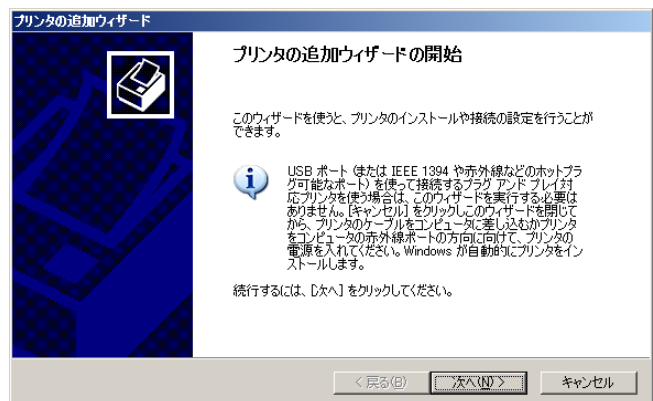 プリンタの追加ウィザード
プリンタの追加ウィザードの開始
このウィザードを使うと、プリンタのインストールや接続の設定を行うことが
できます。
USB ポート (または IEEE 1394 や赤外線などのホットプラ
グ可能なポート) を使って接続するプラグ アンド プレイ対
応プリンタを使う場合は、このウィザードを実行する必要は
ありません。[キャンセル] をクリックしこのウィザードを閉じて
から、プリンタのケーブルをコンピュータに差し込むかプリンタ
をコンピュータの赤外線ポートの方向に向けて、プリンタの
電源を入れてください。Windows が自動的にプリンタをイン
ストールします。
続行するには、[次へ] をクリックしてください。
< 戻る(B) 次へ(N) > キャンセル